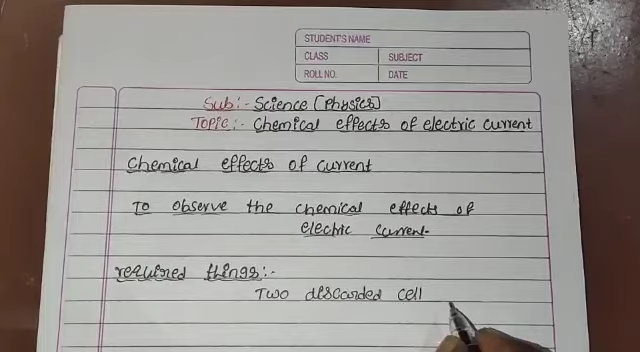 STUDENT'S NAME
CLASS SUBJECT
ROLL NO. DATE
Sub:- Science [Physics]
Topic:- Chemical effects of electric current
Chemical effects of current
To observe the chemical effects of
electric current.
required things:-
Two discarded cell